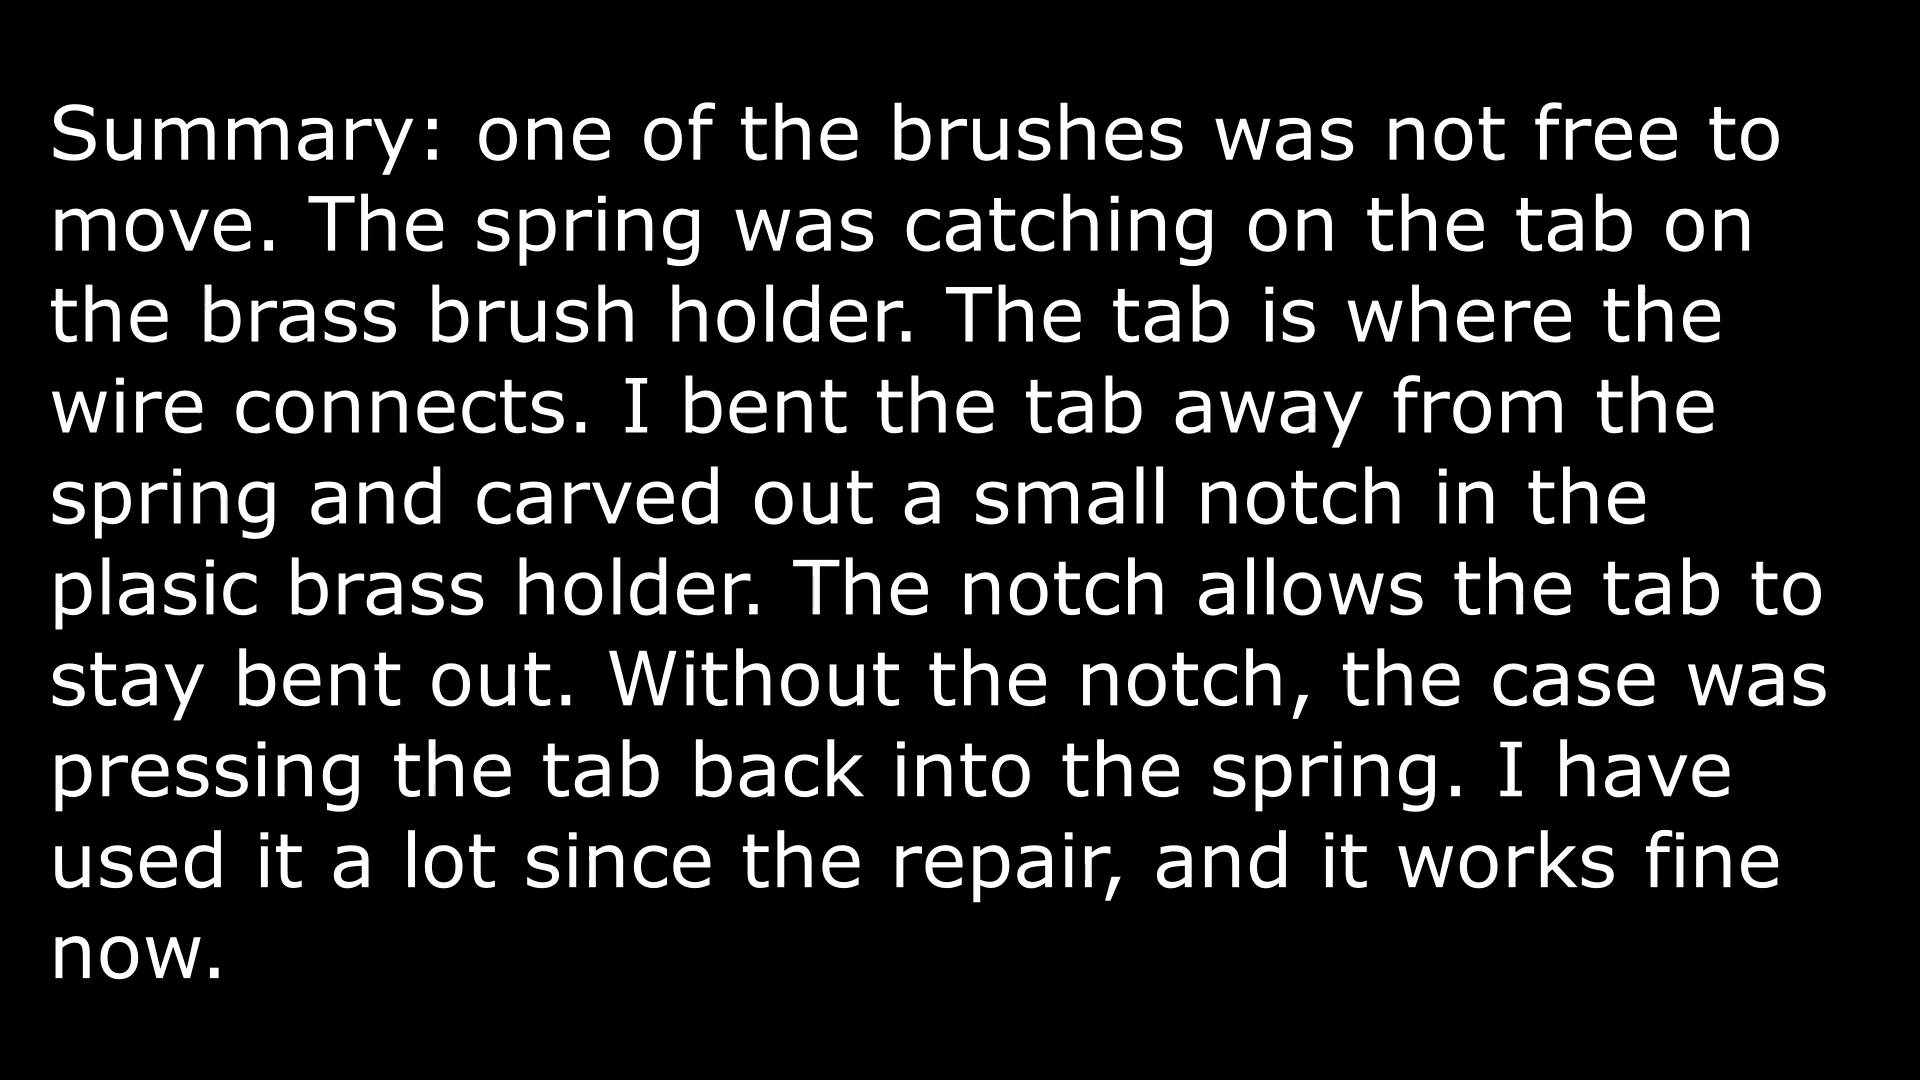 Summary: one of the brushes was not free to
move. The spring was catching on the tab on
the brass brush holder. The tab is where the
wire connects. I bent the tab away from the
spring and carved out a small notch in the
plasic brass holder. The notch allows the tab to
stay bent out. Without the notch, the case was
pressing the tab back into the spring. I have
used it a lot since the repair, and it works fine
now.